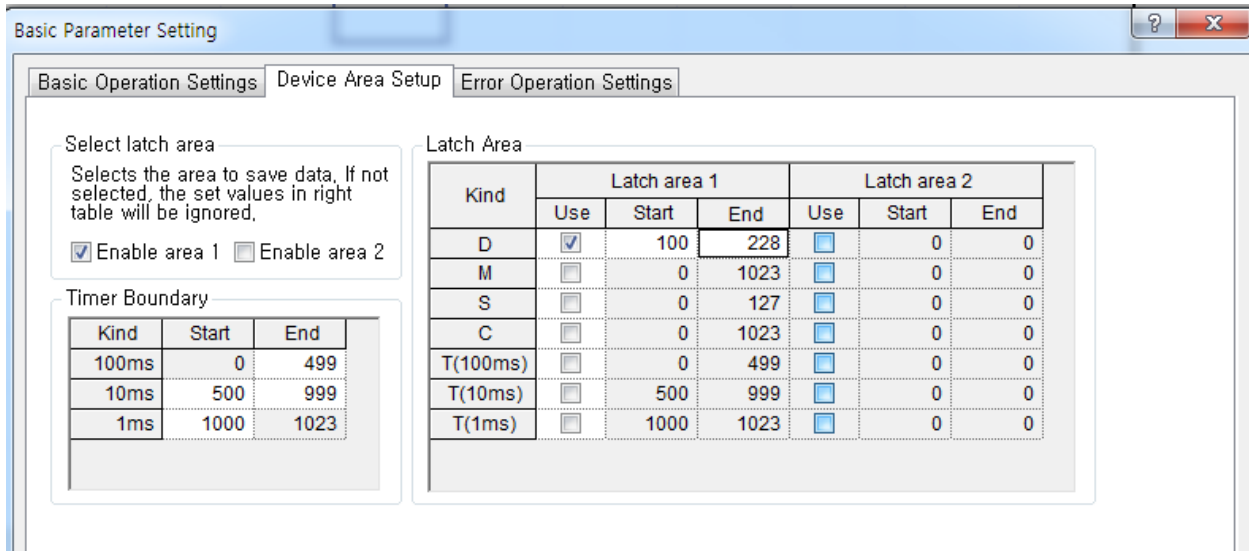 Basic Parameter Setting
?
X
Basic Operation Settings Device Area Setup Error Operation Settings
Select latch area
Selects the area to save data, If not
selected, the set values in right
table will be ignored,
Enable area 1 Enable area 2
Timer Boundary
Kind Start End
100ms 0 499
10ms 500 999
1ms 1000 1023
Latch Area
Kind Latch area 1 Latch area 2
Use Start End Use Start End
D 100 228 0 0
M 0 1023 0 0
S 0 127 0 0
C 0 1023 0 0
T(100ms) 0 499 0 0
T(10ms) 500 999 0 0
T(1ms) 1000 1023 0 0